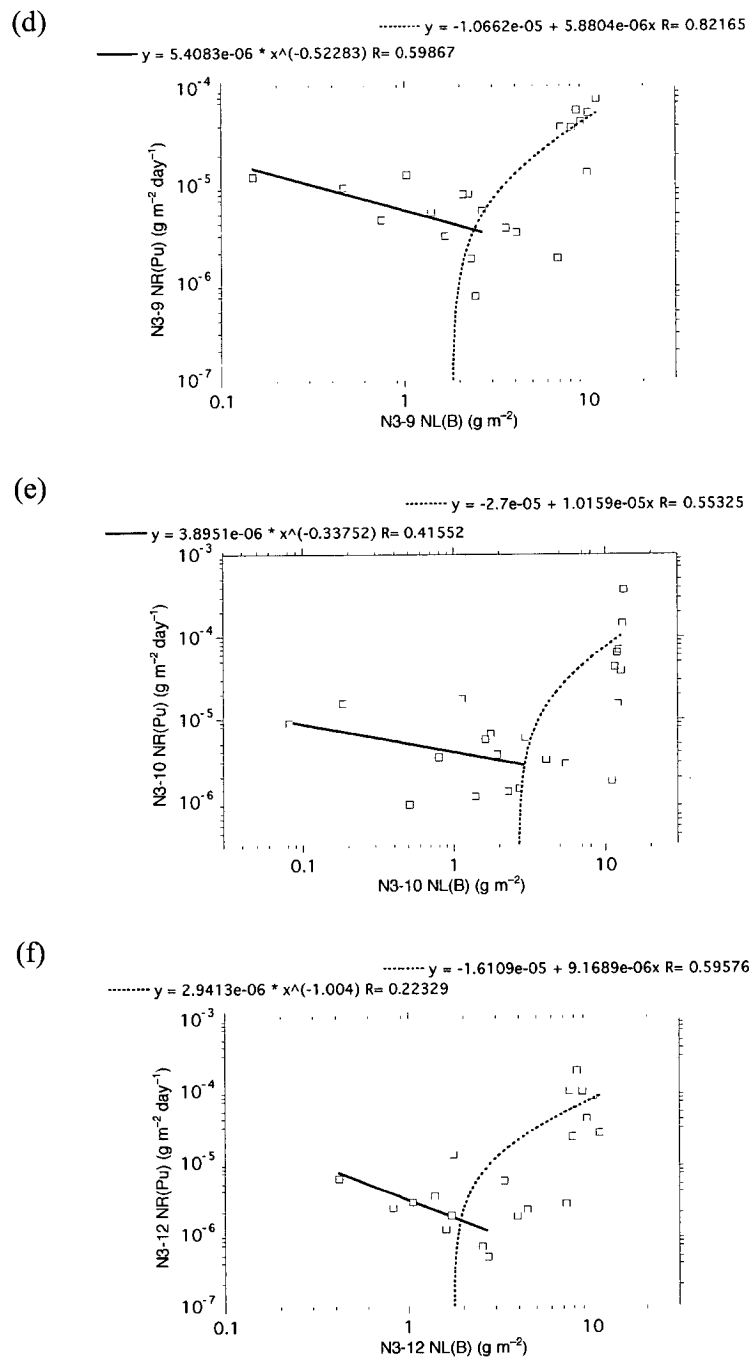 (d)
y = -1.0662e-05 + 5.8804e-06x R= 0.82165
y = 5.4083e-06 * x^(-0.52283) R= 0.59867
10⁻⁴
10⁻⁵
10⁻⁶
10⁻⁷
N3-9 NR(Pu) (g m⁻² day⁻¹)
0.1 1 10
N3-9 NL(B) (g m⁻²)
(e)
y = -2.7e-05 + 1.0159e-05x R= 0.55325
y = 3.8951e-06 * x^(-0.33752) R= 0.41552
10⁻³
10⁻⁴
10⁻⁵
10⁻⁶
N3-10 NR(Pu) (g m⁻² day⁻¹)
0.1 1 10
N3-10 NL(B) (g m⁻²)
(f)
y = -1.6109e-05 + 9.1689e-06x R= 0.59576
y = 2.9413e-06 * x^(-1.004) R= 0.22329
10⁻³
10⁻⁴
10⁻⁵
10⁻⁶
10⁻⁷
N3-12 NR(Pu) (g m⁻² day⁻¹)
0.1 1 10
N3-12 NL(B) (g m⁻²)